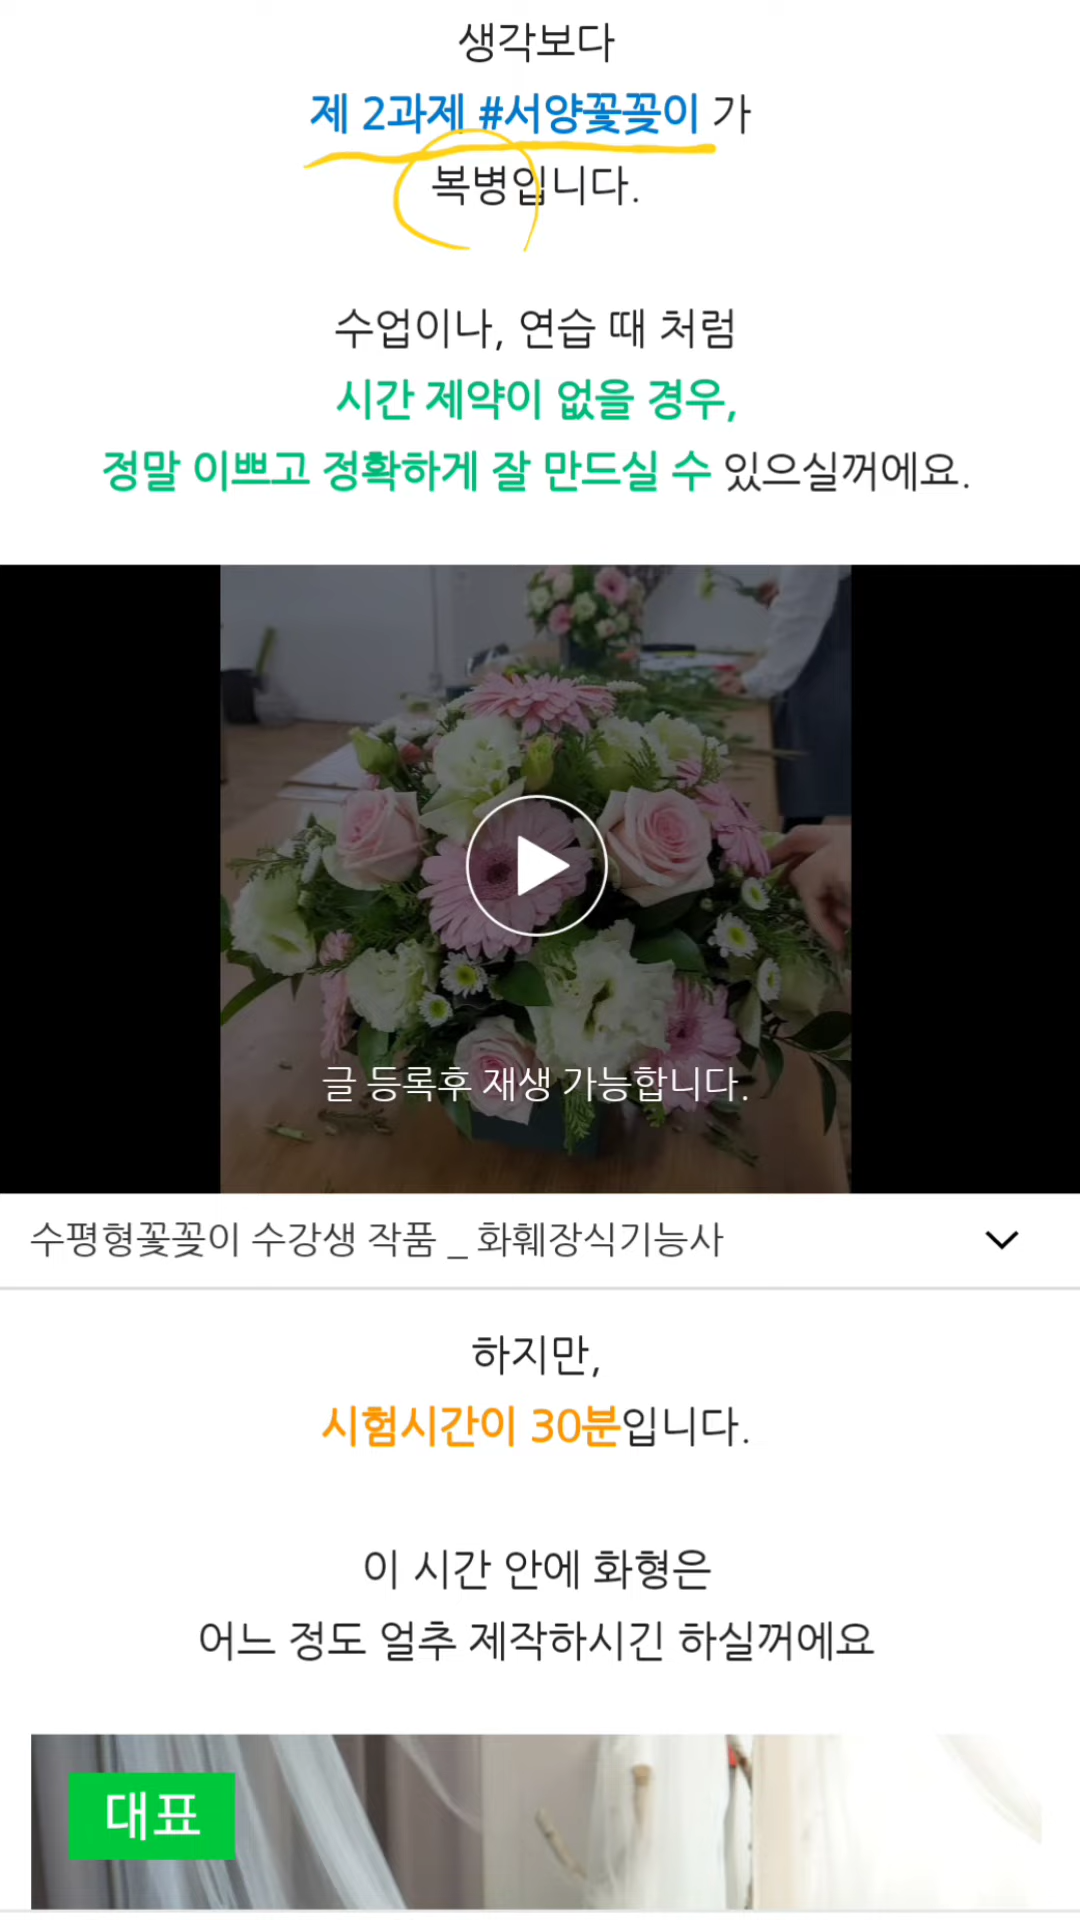 생각보다
제 2과제 #서양꽃꽂이 가
복병입니다.
수업이나, 연습 때 처럼
시간 제약이 없을 경우,
정말 이쁘고 정확하게 잘 만드실 수 있으실꺼에요.
글 등록후 재생 가능합니다.
수평형꽃꽂이 수강생 작품 _ 화훼장식기능사
하지만,
시험시간이 30분입니다.
이 시간 안에 화형은
어느 정도 얼추 제작하시긴 하실꺼에요
대표